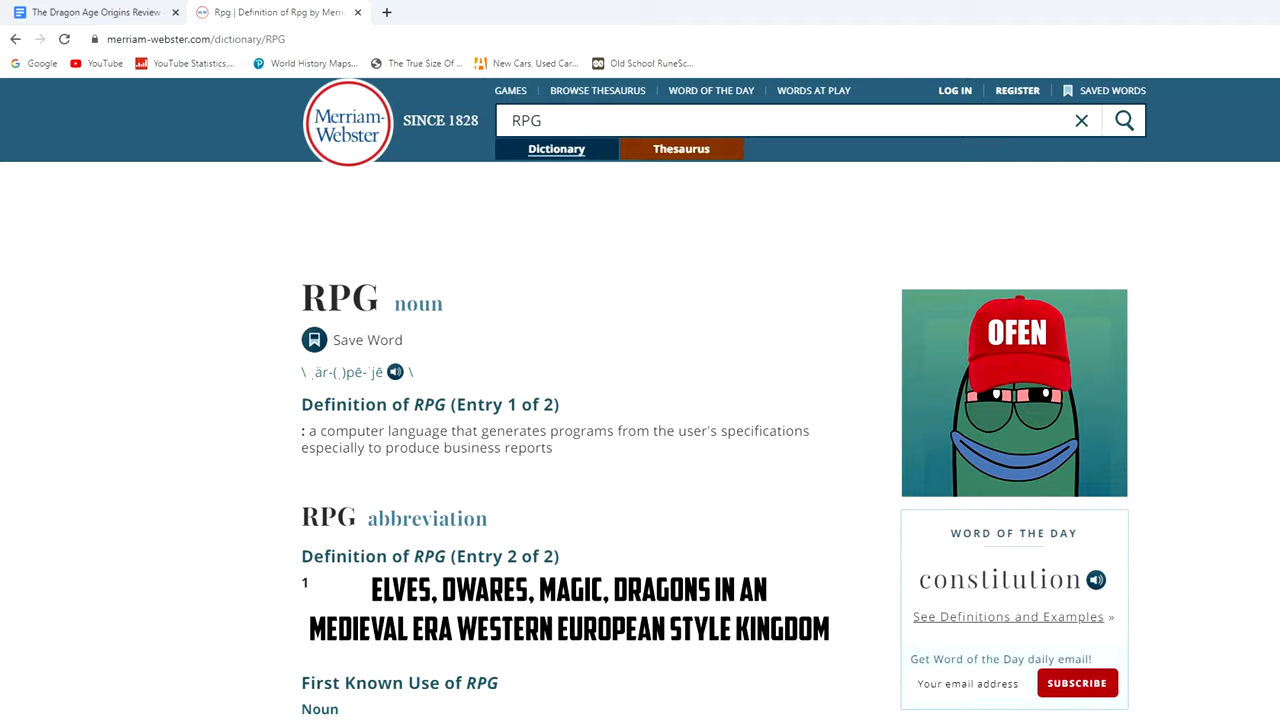 The Dragon Age Origins Review
Rpg | Definition of Rpg by Merri
merriam-webster.com/dictionary/RPG
Google
YouTube
YouTube Statistics,...
World History Maps...
The True Size Of ...
New Cars, Used Car...
Old School RuneSc...
GAMES
BROWSE THESAURUS
WORD OF THE DAY
WORDS AT PLAY
LOG IN
REGISTER
SAVED WORDS
Merriam-
Webster
SINCE 1828
RPG
Dictionary
Thesaurus
RPG noun
Save Word
\ ˌär-(ˌ)pē-ˈjē \
Definition of RPG (Entry 1 of 2)
: a computer language that generates programs from the user's specifications
especially to produce business reports
RPG abbreviation
Definition of RPG (Entry 2 of 2)
1 ELVES, DWARES, MAGIC, DRAGONS IN AN
MEDIEVAL ERA WESTERN EUROPEAN STYLE KINGDOM
First Known Use of RPG
Noun
OFEN
WORD OF THE DAY
constitution
See Definitions and Examples »
Get Word of the Day daily email!
Your email address
SUBSCRIBE